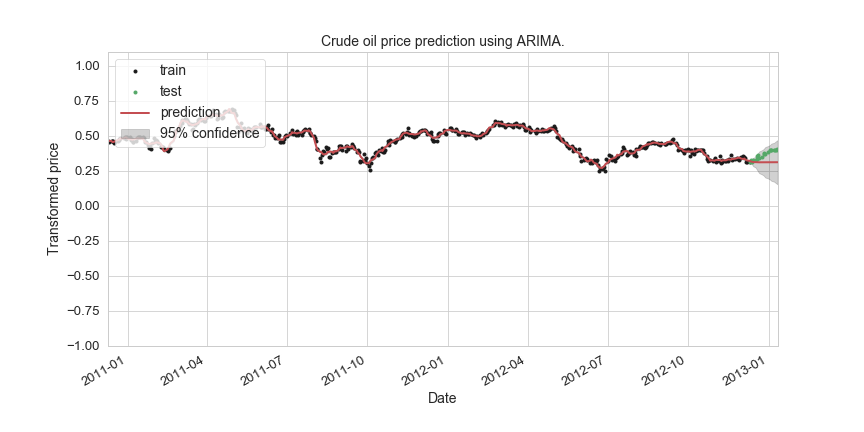 Crude oil price prediction using ARIMA.
train
test
prediction
95% confidence
Transformed price
1.00
0.75
0.50
0.25
0.00
−0.25
−0.50
−0.75
−1.00
2011-01
2011-04
2011-07
2011-10
2012-01
2012-04
2012-07
2012-10
2013-01
Date